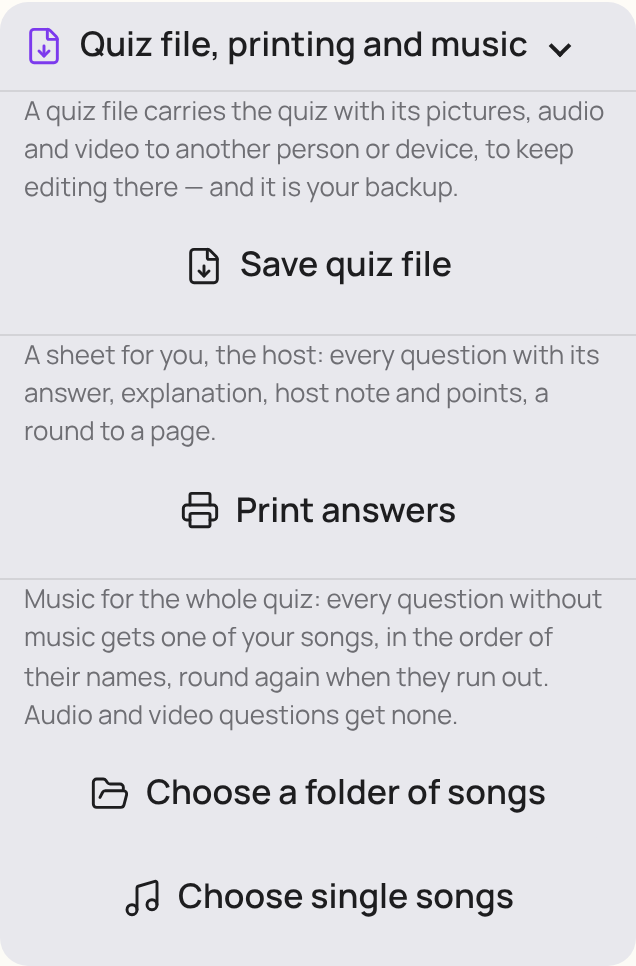 Quiz file, printing and music
A quiz file carries the quiz with its pictures, audio
and video to another person or device, to keep
editing there — and it is your backup.
Save quiz file
A sheet for you, the host: every question with its
answer, explanation, host note and points, a
round to a page.
Print answers
Music for the whole quiz: every question without
music gets one of your songs, in the order of
their names, round again when they run out.
Audio and video questions get none.
Choose a folder of songs
Choose single songs